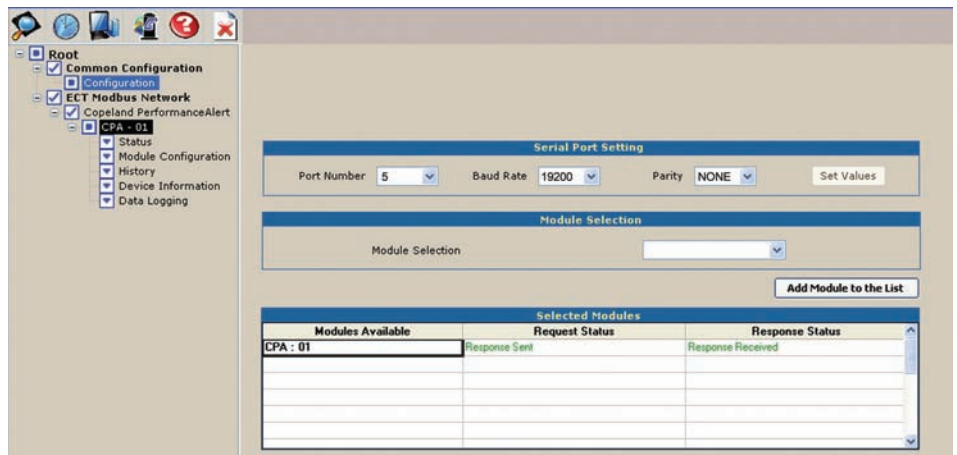 Root
Common Configuration
Configuration
ECT Modbus Network
Copeland PerformanceAlert
CPA - 01
Status
Module Configuration
History
Device Information
Data Logging
Serial Port Setting
Port Number 5 Baud Rate 19200 Parity NONE Set Values
Module Selection
Module Selection
Add Module to the List
Selected Modules
Modules Available Request Status Response Status
CPA : 01 Response Sent Response Received